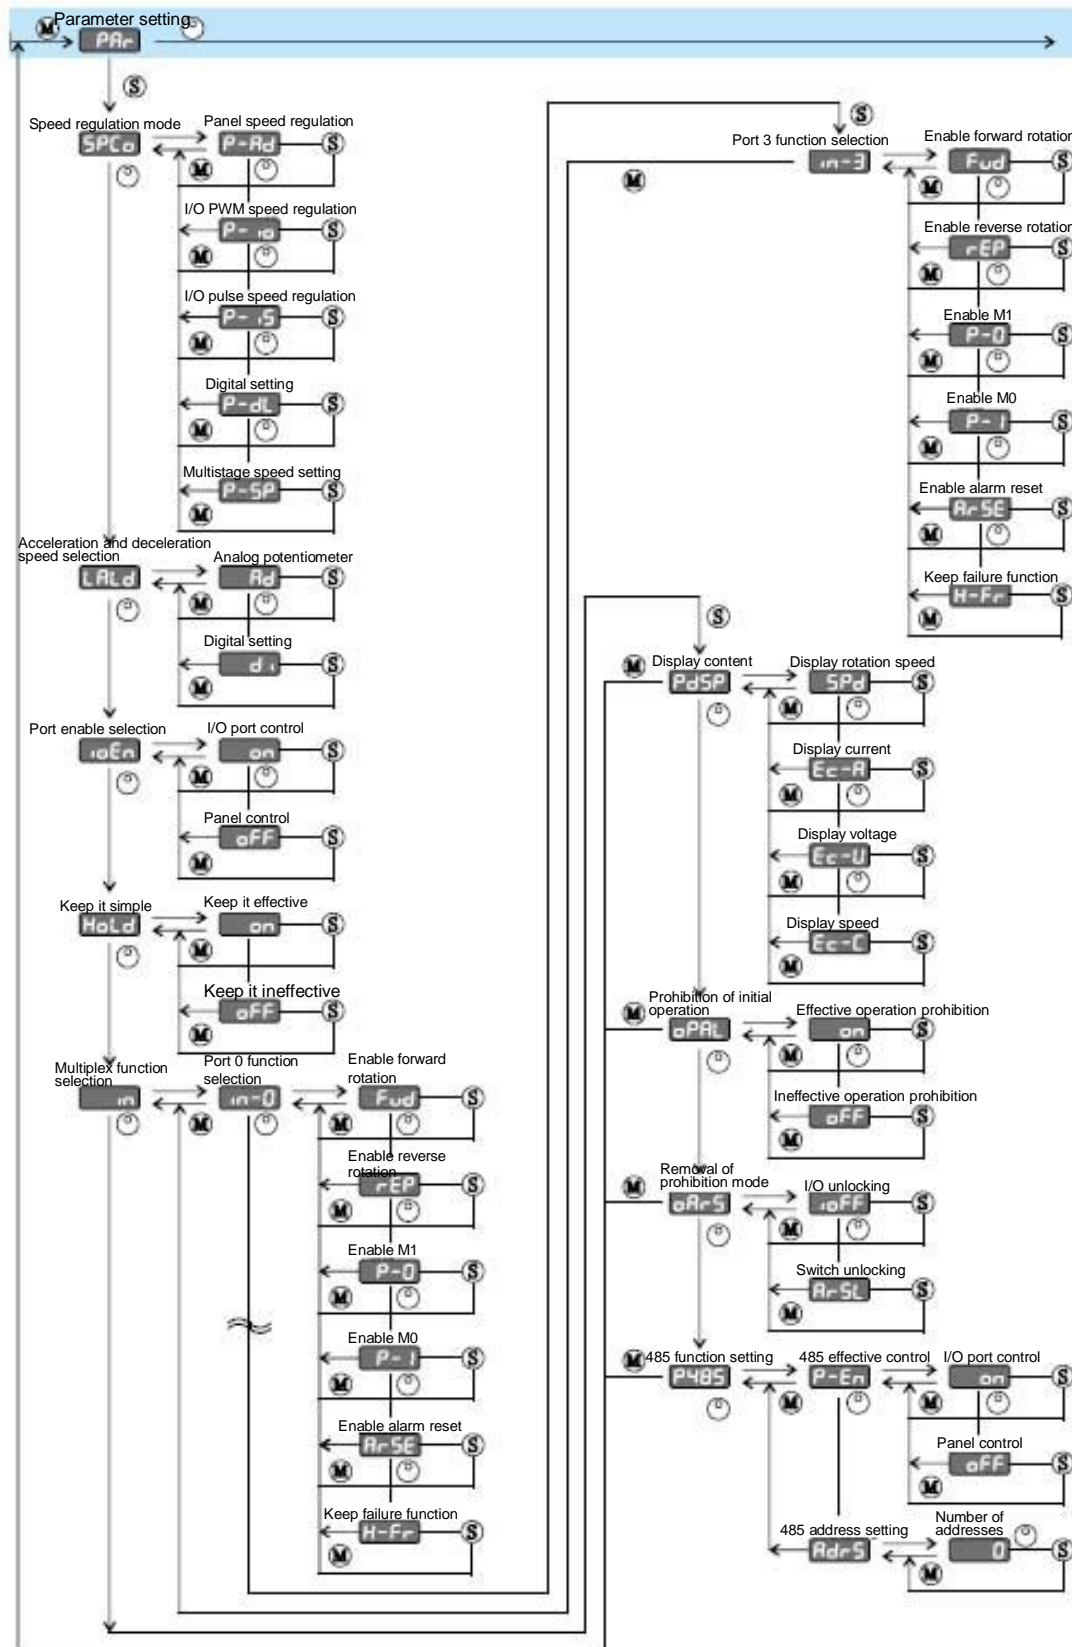 Parameter setting
M
PAr
S
Speed regulation mode
SPCo
Panel speed regulation
P-Ad
S
M
I/O PWM speed regulation
P-io
S
M
I/O pulse speed regulation
P-iS
S
M
Digital setting
P-dL
S
M
Multistage speed setting
P-SP
S
M
Acceleration and deceleration
speed selection
LALd
Analog potentiometer
Ad
S
M
Digital setting
di
S
M
Port enable selection
ioEn
I/O port control
on
S
M
Panel control
oFF
S
M
Keep it simple
HoLd
Keep it effective
on
S
M
Keep it ineffective
oFF
S
M
Multiplex function
selection
in
M
Port 0 function
selection
in-0
Enable forward
rotation
Fud
S
M
Enable reverse
rotation
rEP
S
M
Enable M1
P-0
S
M
Enable M0
P-1
S
M
Enable alarm reset
ArSE
S
M
Keep failure function
H-Fr
S
M
S
Port 3 function selection
in-3
M
Enable forward rotation
Fud
S
M
Enable reverse rotation
rEP
S
M
Enable M1
P-0
S
M
Enable M0
P-1
S
M
Enable alarm reset
ArSE
S
M
Keep failure function
H-Fr
S
M
S
M
Display content
PdSP
Display rotation speed
SPd
S
M
Display current
Ec-A
S
M
Display voltage
Ec-U
S
M
Display speed
Ec-C
S
M
M
Prohibition of initial
operation
oPAL
Effective operation prohibition
on
S
M
Ineffective operation prohibition
oFF
S
M
M
Removal of
prohibition mode
oArS
I/O unlocking
ioFF
S
M
Switch unlocking
ArSL
S
M
M
485 function setting
P485
485 effective control
P-En
M
I/O port control
on
S
M
Panel control
oFF
S
M
485 address setting
AdrS
Number of
addresses
0
S
M